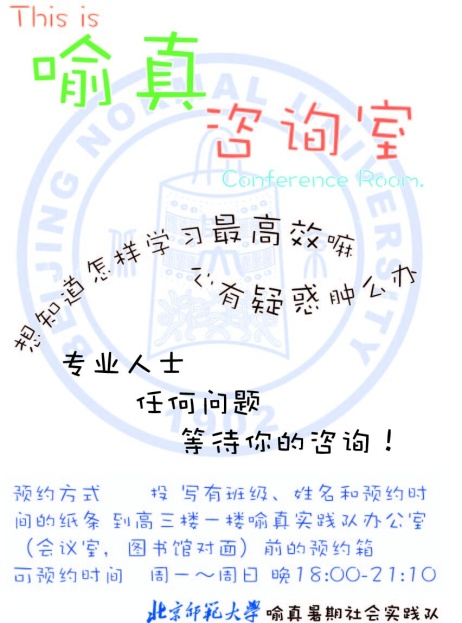 This is
喻真
咨询室
Conference Room.
BEIJING NORMAL UNIVERSITY
1902
想知道怎样学习最高效嘛
心有疑惑肿么办
专业人士
任何问题
等待你的咨询！
预约方式 投 写有班级、姓名和预约时
间的纸条 到高三楼一楼喻真实践队办公室
（会议室，图书馆对面）前的预约箱
可预约时间 周一～周日 晚18:00-21:10
北京师范大学 喻真暑期社会实践队